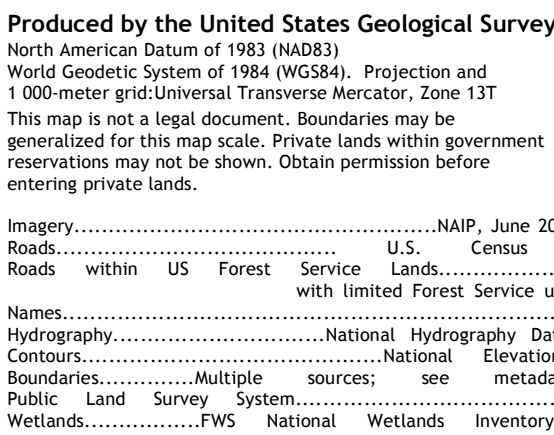 Produced by the United States Geological Survey
North American Datum of 1983 (NAD83)
World Geodetic System of 1984 (WGS84). Projection and
1 000-meter grid:Universal Transverse Mercator, Zone 13T
This map is not a legal document. Boundaries may be
generalized for this map scale. Private lands within government
reservations may not be shown. Obtain permission before
entering private lands.
Imagery..................................................NAIP, June
Roads....................................... U.S. Census
Roads within US Forest Service Lands................
with limited Forest Service
Names....................................................................
Hydrography..............................National Hydrography
Contours..........................................National Elevation
Boundaries.............Multiple sources; see
Public Land Survey System....................................
Wetlands................FWS National Wetlands Inventory